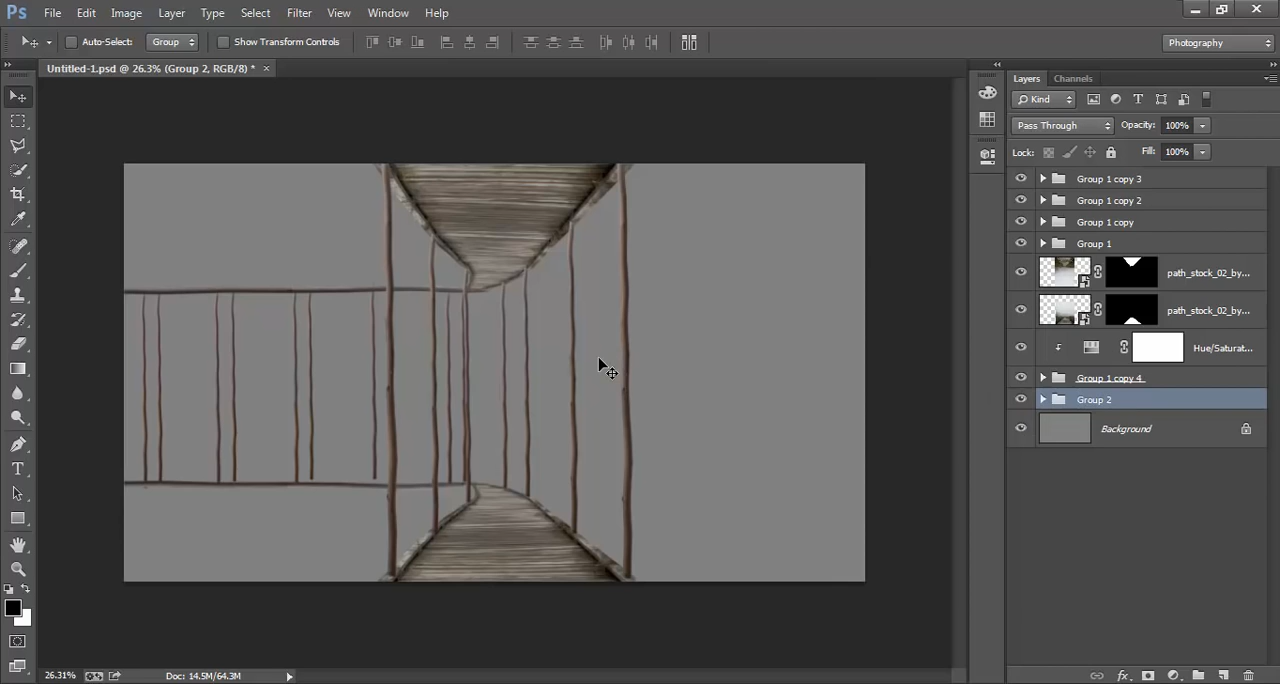 Ps File Edit Image Layer Type Select Filter View Window Help
Auto-Select: Group Show Transform Controls Photography
Untitled-1.psd @ 26.3% (Group 2, RGB/8) * ×
Layers Channels
Kind T
Pass Through Opacity: 100%
Lock: Fill: 100%
Group 1 copy 3
Group 1 copy 2
Group 1 copy
Group 1
path_stock_02_by...
path_stock_02_by...
Hue/Saturat...
Group 1 copy 4
Group 2
Background
T
26.31% Doc: 14.5M/64.3M
fx